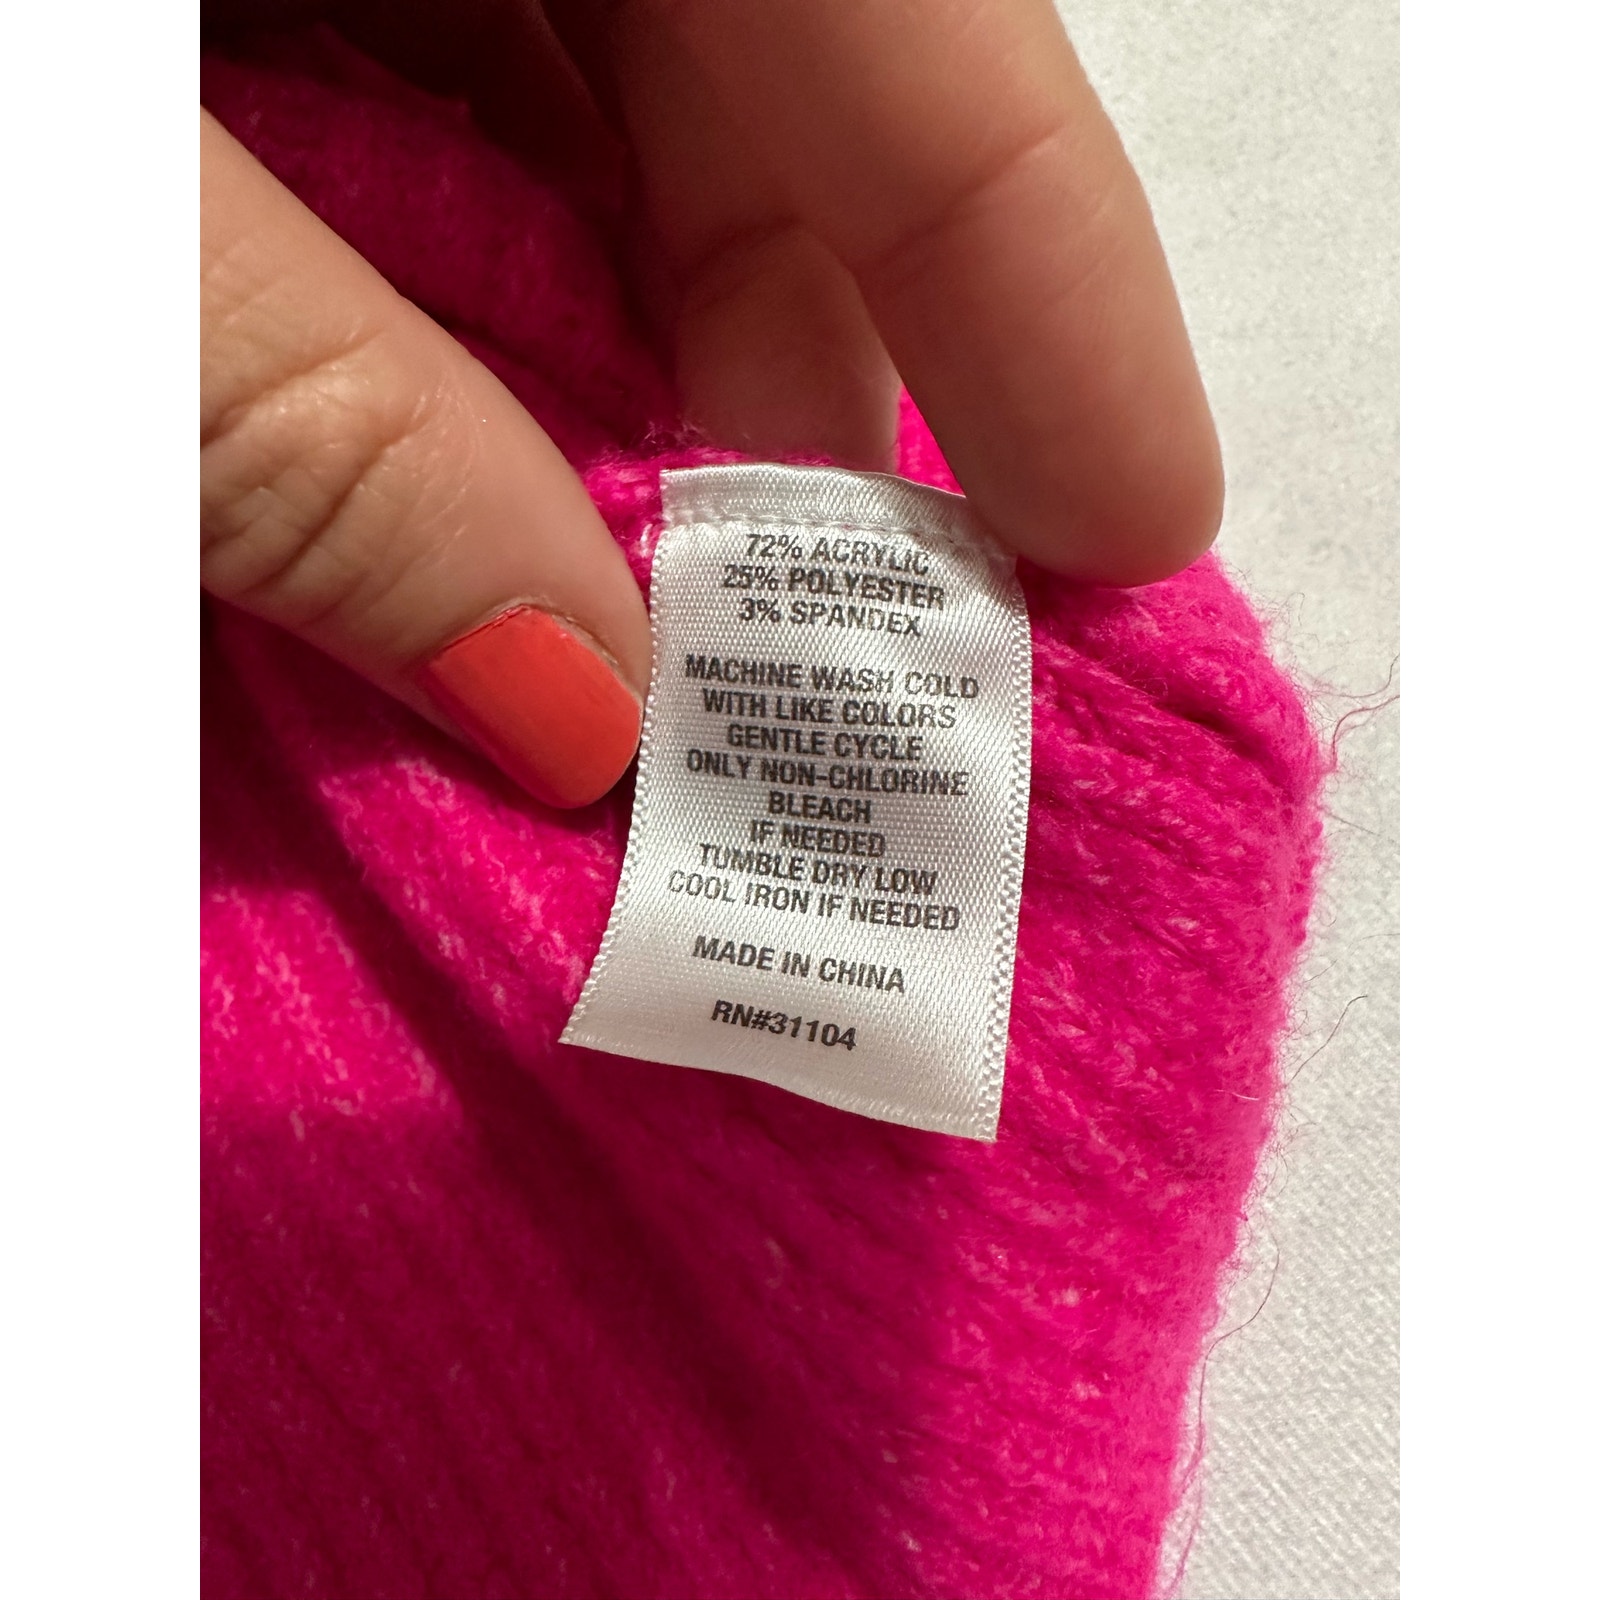 72% ACRYLIC
25% POLYESTER
3% SPANDEX
MACHINE WASH COLD
WITH LIKE COLORS
GENTLE CYCLE
ONLY NON-CHLORINE
BLEACH
IF NEEDED
TUMBLE DRY LOW
COOL IRON IF NEEDED
MADE IN CHINA
RN#31104